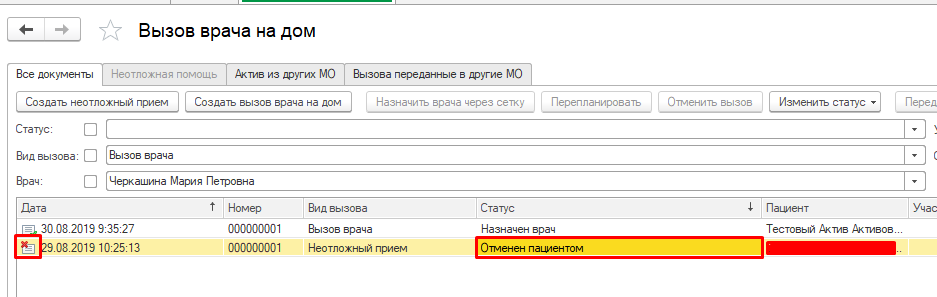 Вызов врача на дом
Все документы Неотложная помощь Актив из других МО Вызова переданные в другие МО
Создать неотложный прием Создать вызов врача на дом Назначить врача через сетку Перепланировать Отменить вызов Изменить статус Перед
Статус:
Вид вызова: Вызов врача
Врач: Черкашина Мария Петровна
Дата Номер Вид вызова Статус Пациент Учас
30.08.2019 9:35:27 000000001 Вызов врача Назначен врач Тестовый Актив Активов...
29.08.2019 10:25:13 000000001 Неотложный прием Отменен пациентом